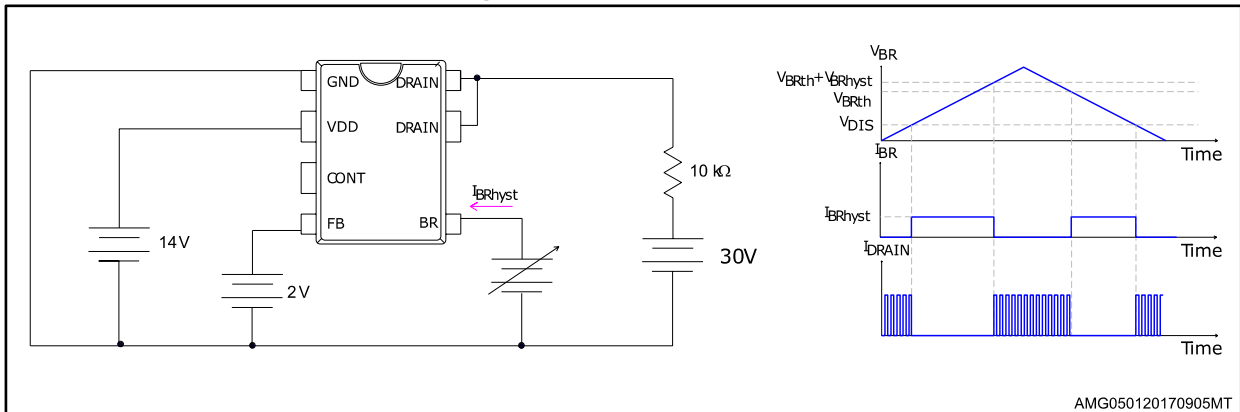 GND
DRAIN
VDD
DRAIN
CONT
FB
BR
14V
2V
IBRhyst
10 kΩ
30V
VBR
VBRth+VBRhyst
VBRth
VDIS
Time
IBR
IBRhyst
Time
IDRAIN
Time
AMG050120170905MT